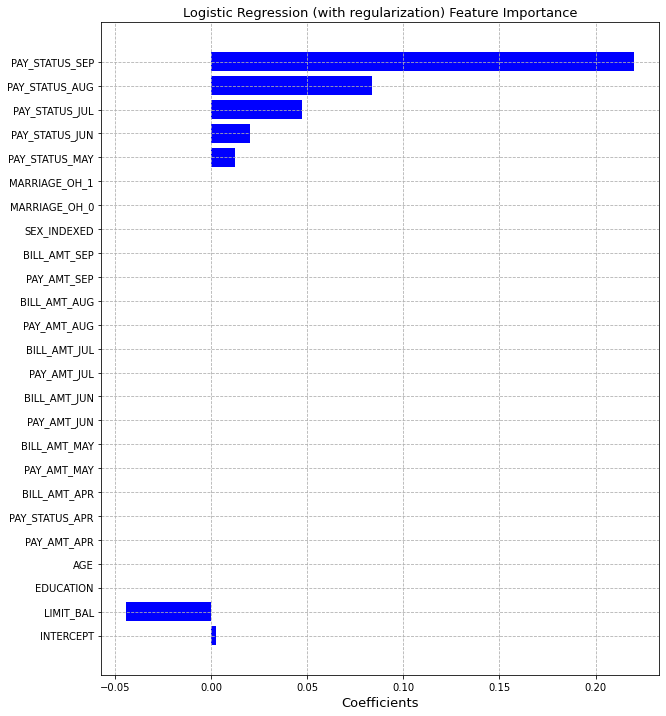 Logistic Regression (with regularization) Feature Importance
PAY_STATUS_SEP
PAY_STATUS_AUG
PAY_STATUS_JUL
PAY_STATUS_JUN
PAY_STATUS_MAY
MARRIAGE_OH_1
MARRIAGE_OH_0
SEX_INDEXED
BILL_AMT_SEP
PAY_AMT_SEP
BILL_AMT_AUG
PAY_AMT_AUG
BILL_AMT_JUL
PAY_AMT_JUL
BILL_AMT_JUN
PAY_AMT_JUN
BILL_AMT_MAY
PAY_AMT_MAY
BILL_AMT_APR
PAY_STATUS_APR
PAY_AMT_APR
AGE
EDUCATION
LIMIT_BAL
INTERCEPT
−0.05 0.00 0.05 0.10 0.15 0.20
Coefficients